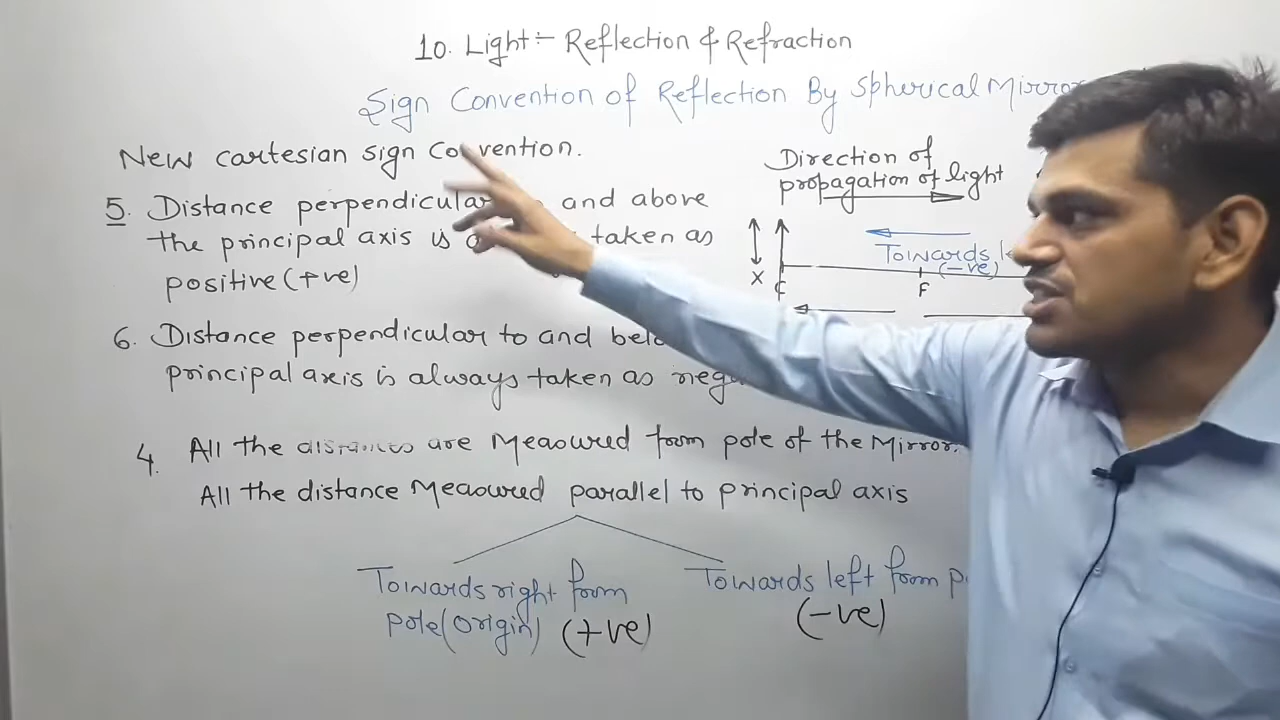 10. Light:- Reflection & Refraction
Sign Convention of Reflection By Spherical Mirror
New cartesian sign convention.
5. Distance perpendicular and above
the principal axis is taken as
positive (+ve)
6. Distance perpendicular to and
principal axis is always taken as
4. All the distances are Measured from pole of the Mirror.
All the distance Measured parallel to principal axis
Towards right from
pole (origin) (+ve)
Towards left from
(-ve)
Direction of
propagation of light
Towards
(-ve)
X
C
F